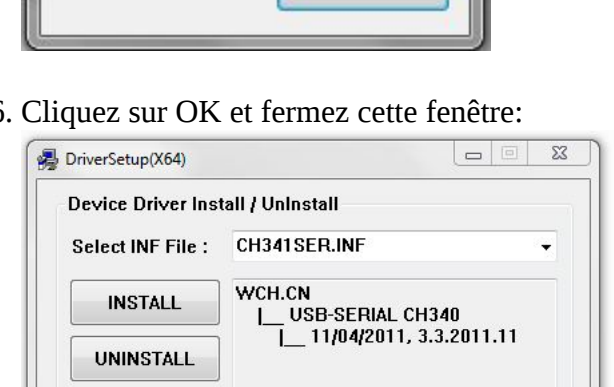 6. Cliquez sur OK et fermez cette fenêtre:
DriverSetup(X64)
Device Driver Install / UnInstall
Select INF File : CH341SER.INF
INSTALL
WCH.CN
|__ USB-SERIAL CH340
|__ 11/04/2011, 3.3.2011.11
UNINSTALL